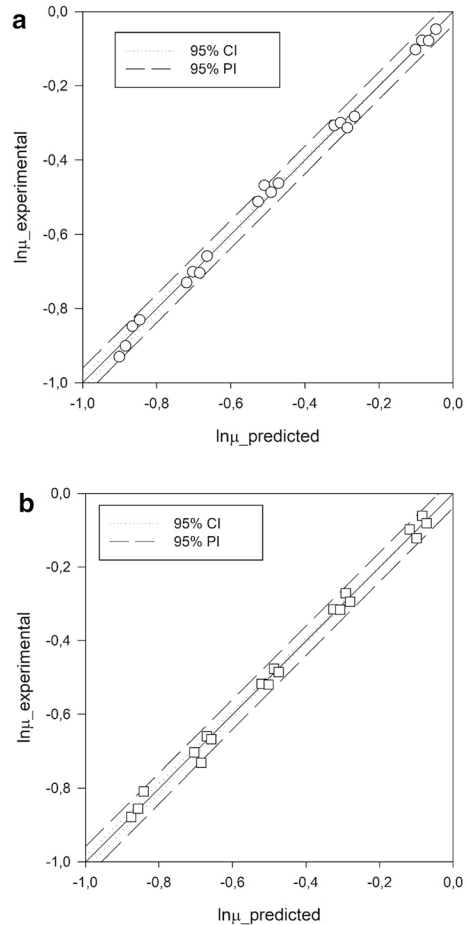 a
0,0
95% CI
95% PI
-0,2
-0,4
lnμ_experimental
-0,6
-0,8
-1,0
-1,0 -0,8 -0,6 -0,4 -0,2 0,0
lnμ_predicted
b
0,0
95% CI
95% PI
-0,2
-0,4
lnμ_experimental
-0,6
-0,8
-1,0
-1,0 -0,8 -0,6 -0,4 -0,2 0,0
lnμ_predicted